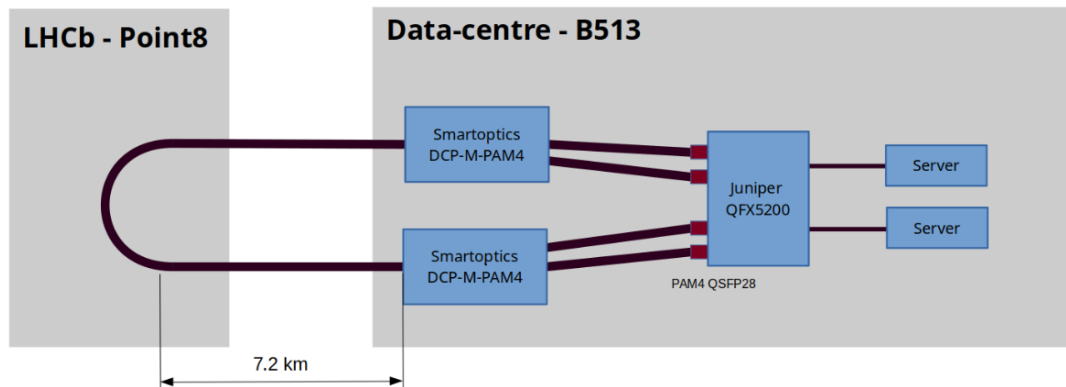 LHCb - Point8
Data-centre - B513
Smartoptics
DCP-M-PAM4
Juniper
QFX5200
Server
Server
Smartoptics
DCP-M-PAM4
PAM4 QSFP28
7.2 km